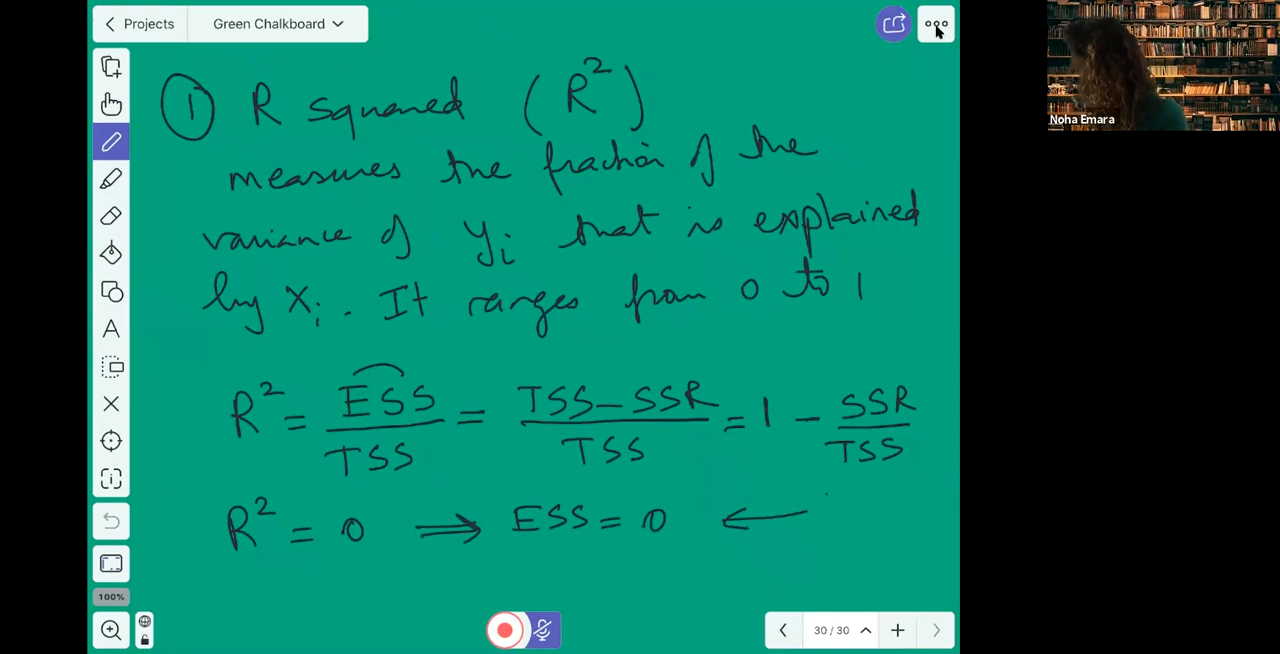 Projects
Green Chalkboard
Noha Emara
① R squared (R²)
measures the fraction of the
variance of Yᵢ that is explained
by Xᵢ. It ranges from 0 to 1
R² = ESS/TSS = TSS-SSR/TSS = 1 - SSR/TSS
R² = 0 ⟹ ESS = 0 ←
A
100%
30 / 30